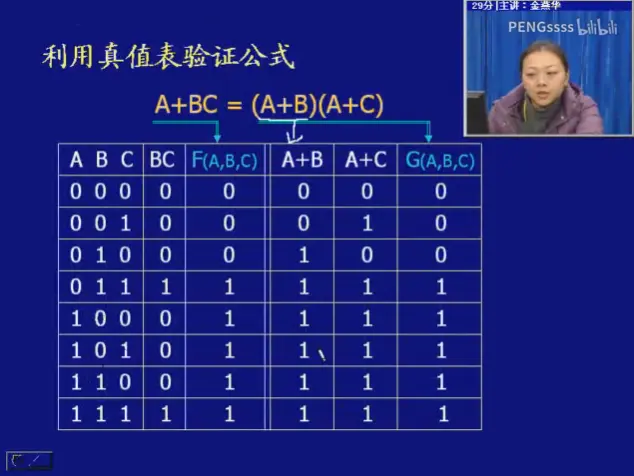 29分|主讲：金燕华
PENGssss bilibili
利用真值表验证公式
A+BC = (A+B)(A+C)
A B C BC F(A,B,C) A+B A+C G(A,B,C)
0 0 0 0 0 0 0 0
0 0 1 0 0 0 1 0
0 1 0 0 0 1 0 0
0 1 1 1 1 1 1 1
1 0 0 0 1 1 1 1
1 0 1 0 1 1 1 1
1 1 0 0 1 1 1 1
1 1 1 1 1 1 1 1